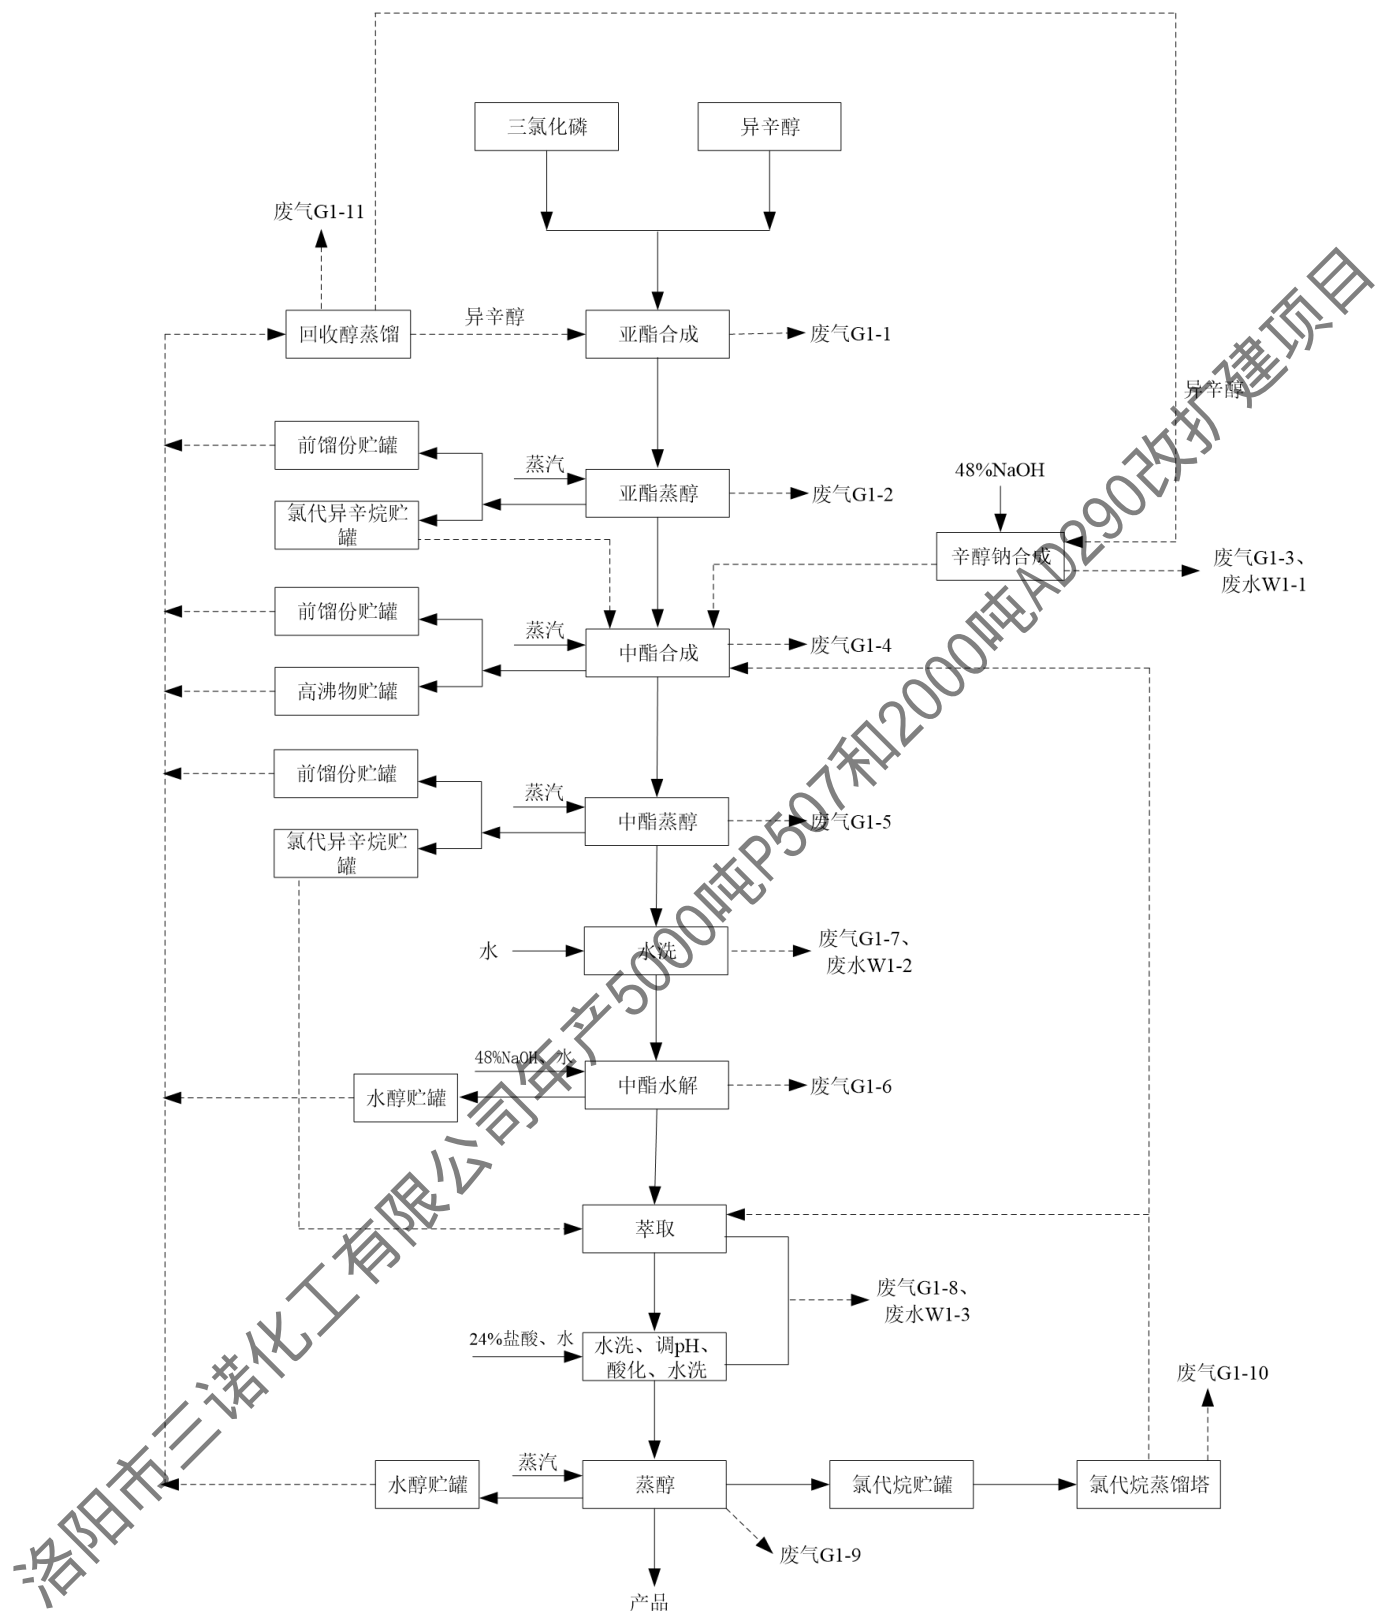 三氯化磷
异辛醇
废气G1-11
回收醇蒸馏
异辛醇
亚酯合成
废气G1-1
异辛醇
前馏份贮罐
蒸汽
亚酯蒸醇
废气G1-2
48%NaOH
氯代异辛烷贮
罐
辛醇钠合成
废气G1-3、
废水W1-1
前馏份贮罐
蒸汽
中酯合成
废气G1-4
高沸物贮罐
前馏份贮罐
蒸汽
中酯蒸醇
废气G1-5
氯代异辛烷贮
罐
水
水洗
废气G1-7、
废水W1-2
48%NaOH、水
水醇贮罐
中酯水解
废气G1-6
萃取
废气G1-8、
废水W1-3
24%盐酸、水
水洗、调pH、
酸化、水洗
废气G1-10
水醇贮罐
蒸汽
蒸醇
氯代烷贮罐
氯代烷蒸馏塔
废气G1-9
产品
洛阳市三诺化工有限公司年产5000吨P507和2000吨AD290改扩建项目